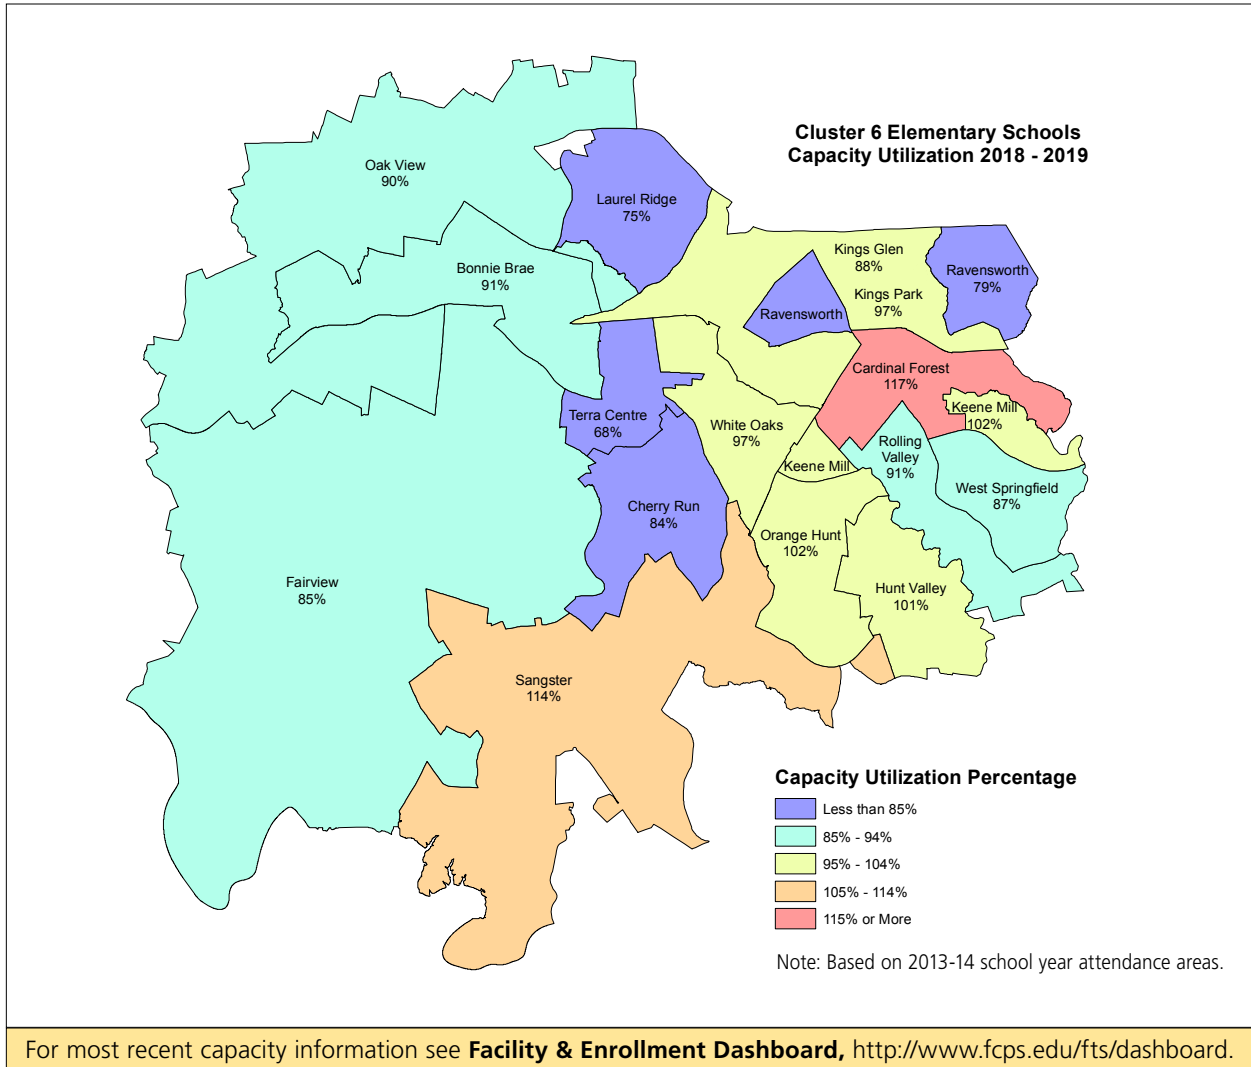 Cluster 6 Elementary Schools
Capacity Utilization 2018 - 2019
Oak View
90%
Laurel Ridge
75%
Bonnie Brae
91%
Kings Glen
88%
Kings Park
97%
Ravensworth
79%
Ravensworth
Cardinal Forest
117%
Keene Mill
102%
Terra Centre
68%
White Oaks
97%
Rolling
Valley
91%
Keene Mill
West Springfield
87%
Cherry Run
84%
Orange Hunt
102%
Hunt Valley
101%
Fairview
85%
Sangster
114%
Capacity Utilization Percentage
Less than 85%
85% - 94%
95% - 104%
105% - 114%
115% or More
Note: Based on 2013-14 school year attendance areas.
For most recent capacity information see Facility & Enrollment Dashboard, http://www.fcps.edu/fts/dashboard.